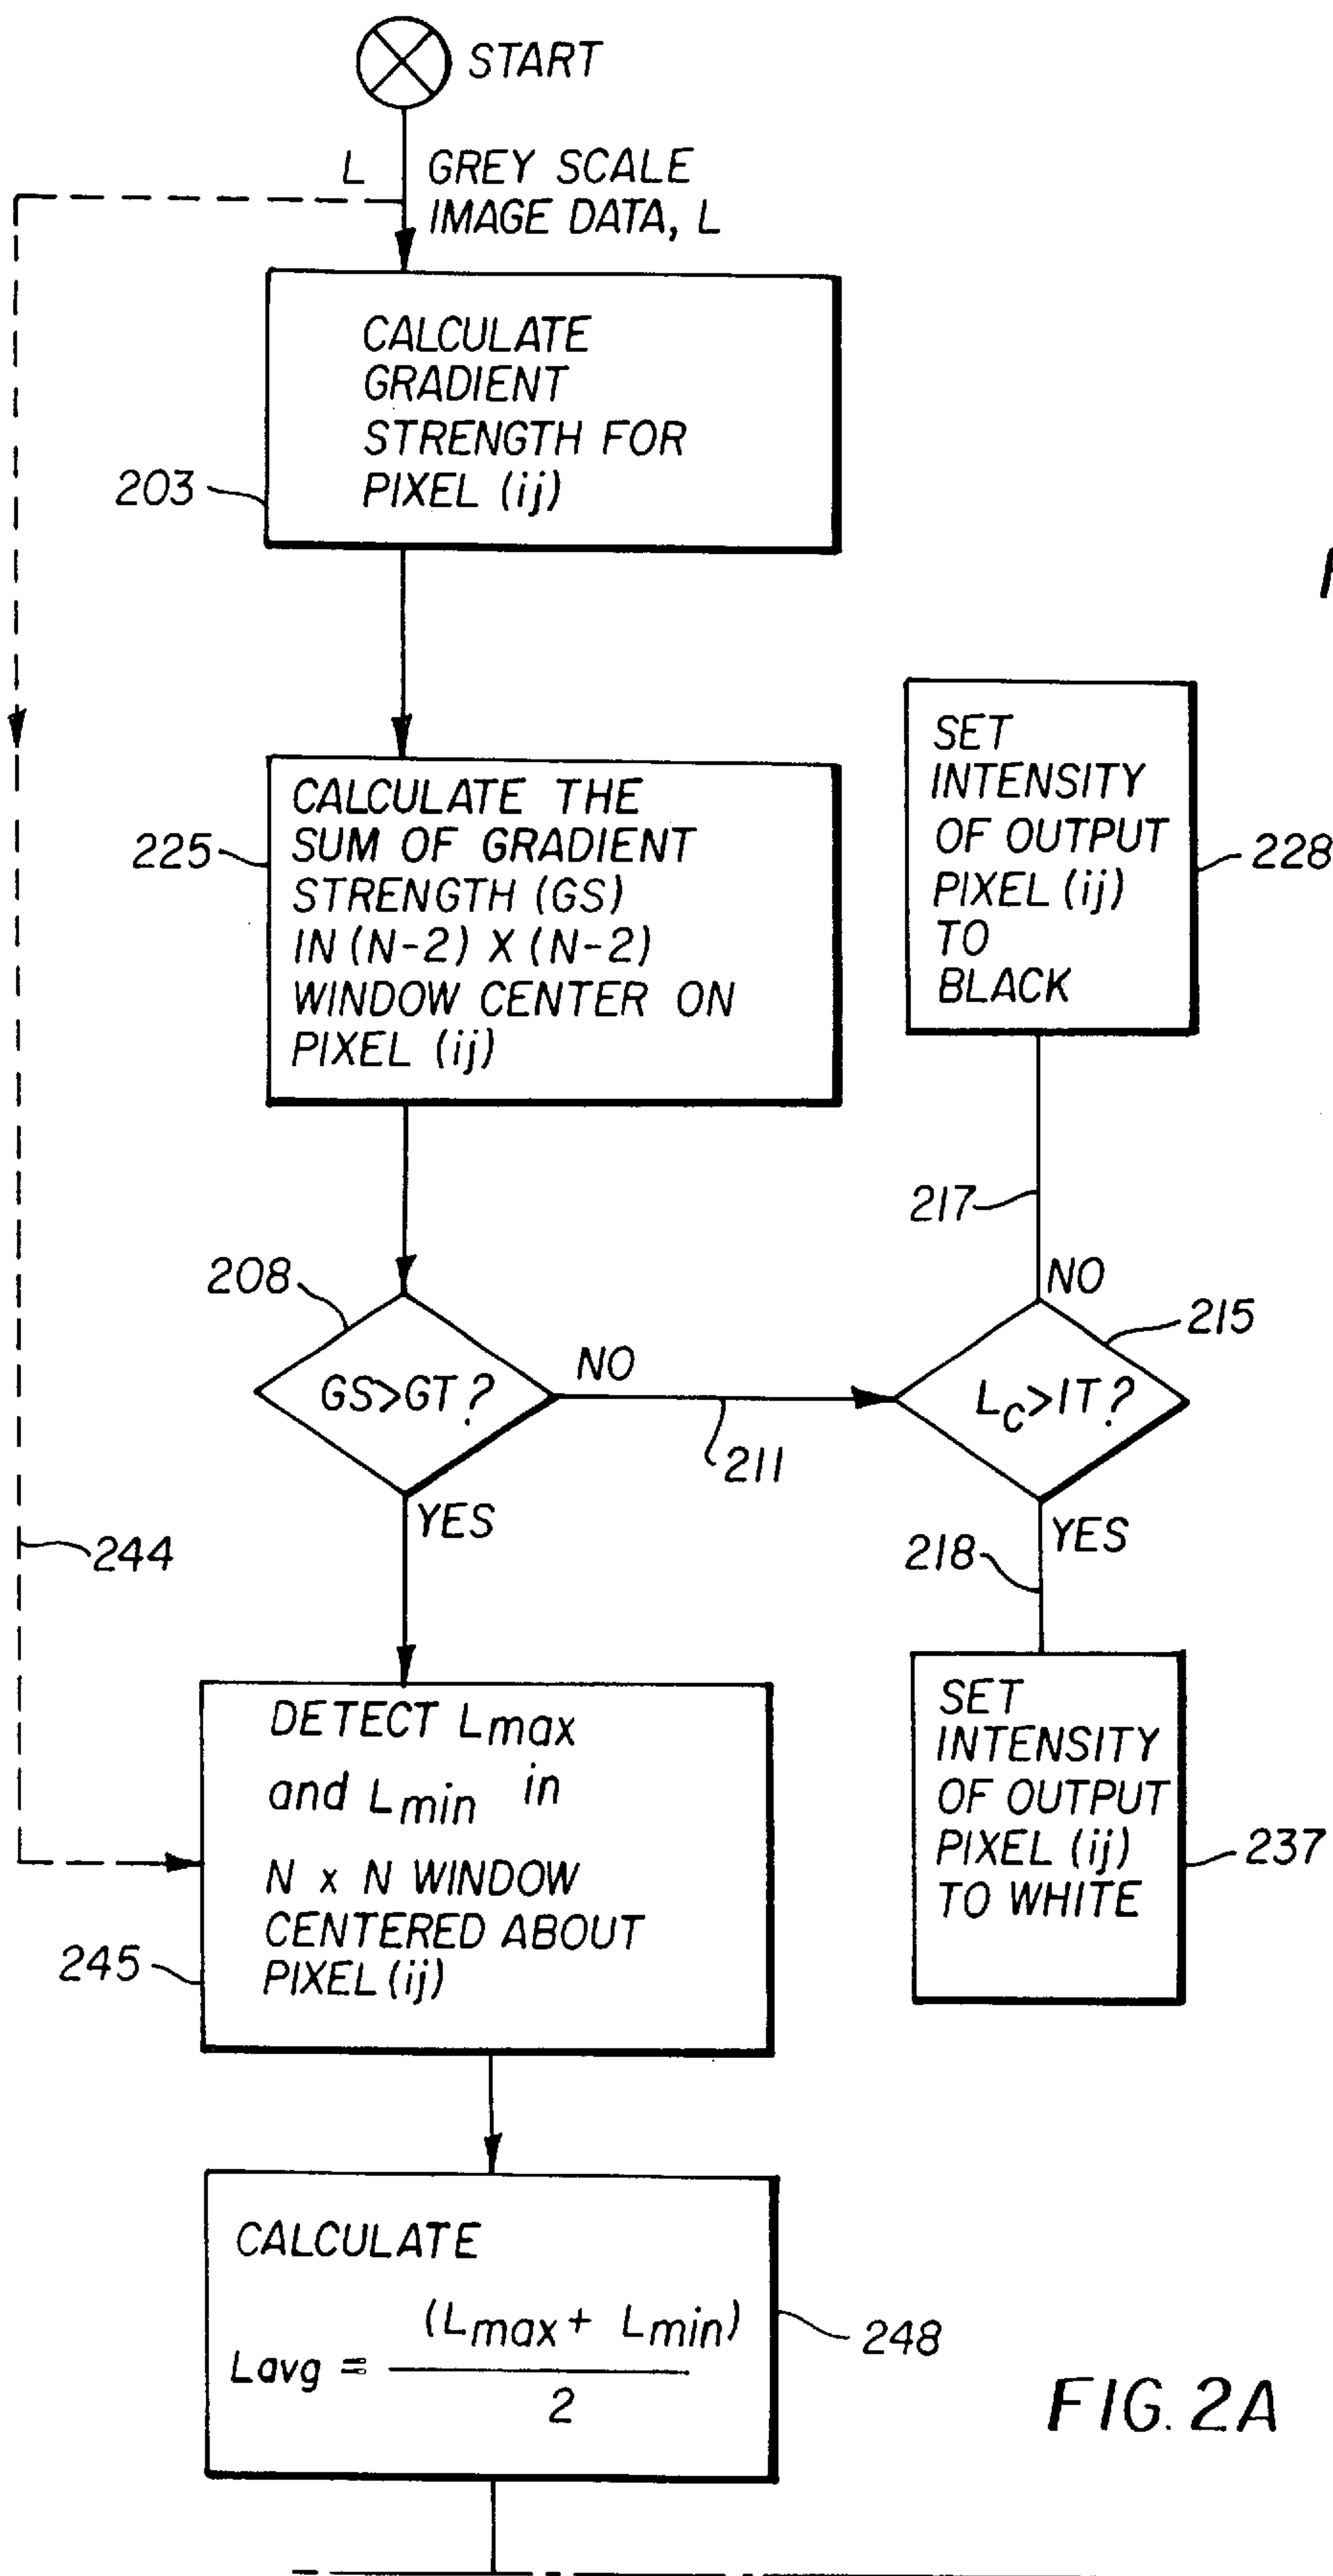 START
L
GREY SCALE
IMAGE DATA, L
CALCULATE
GRADIENT
STRENGTH FOR
PIXEL (ij)
203
CALCULATE THE
SUM OF GRADIENT
STRENGTH (GS)
IN (N-2) X (N-2)
WINDOW CENTER ON
PIXEL (ij)
225
SET
INTENSITY
OF OUTPUT
PIXEL (ij)
TO
BLACK
228
217
NO
208
GS>GT?
NO
211
215
LC>IT?
YES
218
YES
244
SET
INTENSITY
OF OUTPUT
PIXEL (ij)
TO WHITE
237
DETECT Lmax
and Lmin in
N x N WINDOW
CENTERED ABOUT
PIXEL (ij)
245
CALCULATE
Lavg = (Lmax + Lmin)
2
248
FIG. 2A